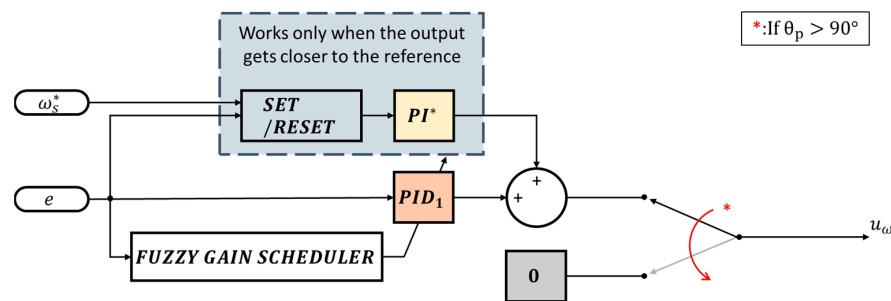 Works only when the output
gets closer to the reference
*:If θp > 90°
ωs*
SET
/RESET
PI*
+
e
PID1
+
*
uω
FUZZY GAIN SCHEDULER
0